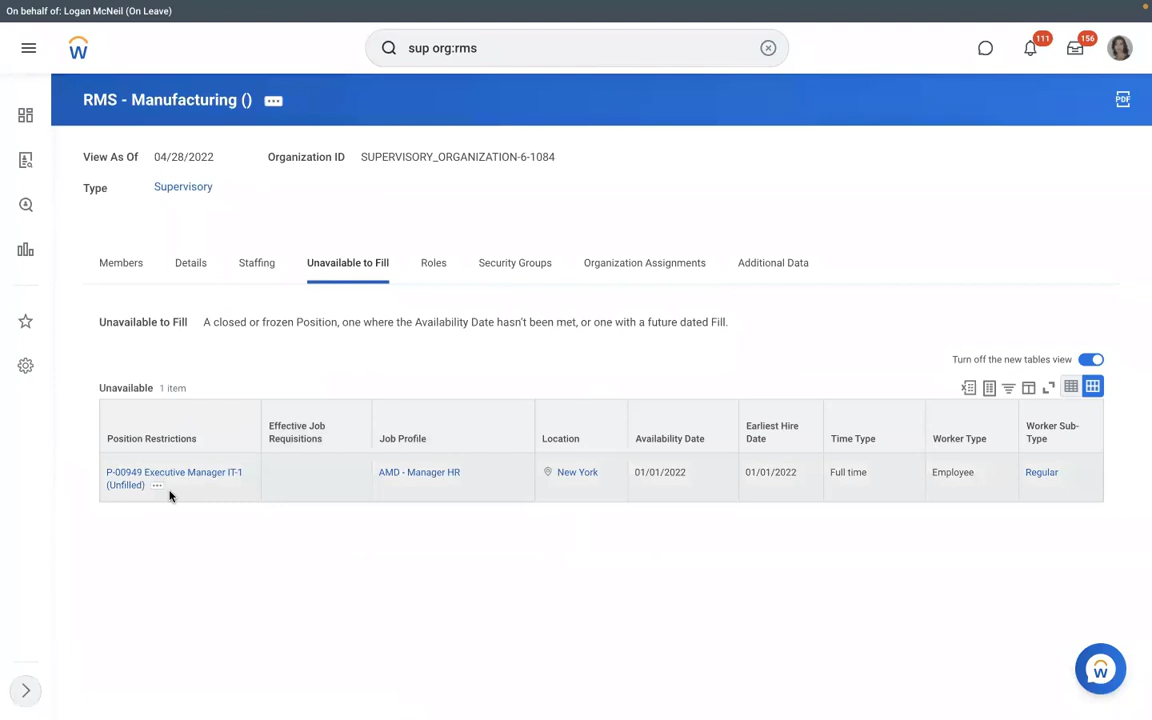 On behalf of: Logan McNeil (On Leave)
sup org:rms
111
156
RMS - Manufacturing ()
PDF
View As Of 04/28/2022 Organization ID SUPERVISORY_ORGANIZATION-6-1084
Type Supervisory
Members Details Staffing Unavailable to Fill Roles Security Groups Organization Assignments Additional Data
Unavailable to Fill A closed or frozen Position, one where the Availability Date hasn't been met, or one with a future dated Fill.
Turn off the new tables view
Unavailable 1 item
Position Restrictions
Effective Job
Requisitions
Job Profile
Location
Availability Date
Earliest Hire
Date
Time Type
Worker Type
Worker Sub-
Type
P-00949 Executive Manager IT-1
(Unfilled)
AMD - Manager HR
New York
01/01/2022
01/01/2022
Full time
Employee
Regular